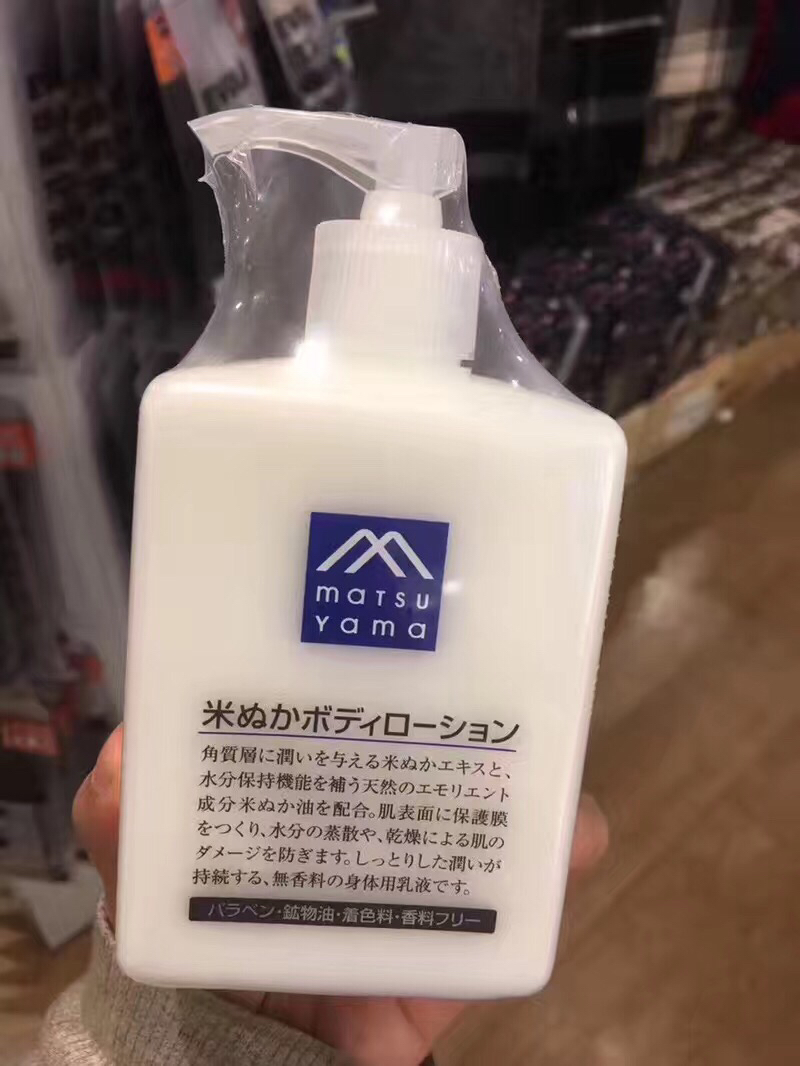 maTSU
Yama
米ぬかボディローション
角質層に潤いを与える米ぬかエキスと、
水分保持機能を補う天然のエモリエント
成分米ぬか油を配合。肌表面に保護膜
をつくり、水分の蒸散や、乾燥による肌の
ダメージを防ぎます。しっとりした潤いが
持続する、無香料の身体用乳液です。
パラベン・鉱物油・着色料・香料フリー